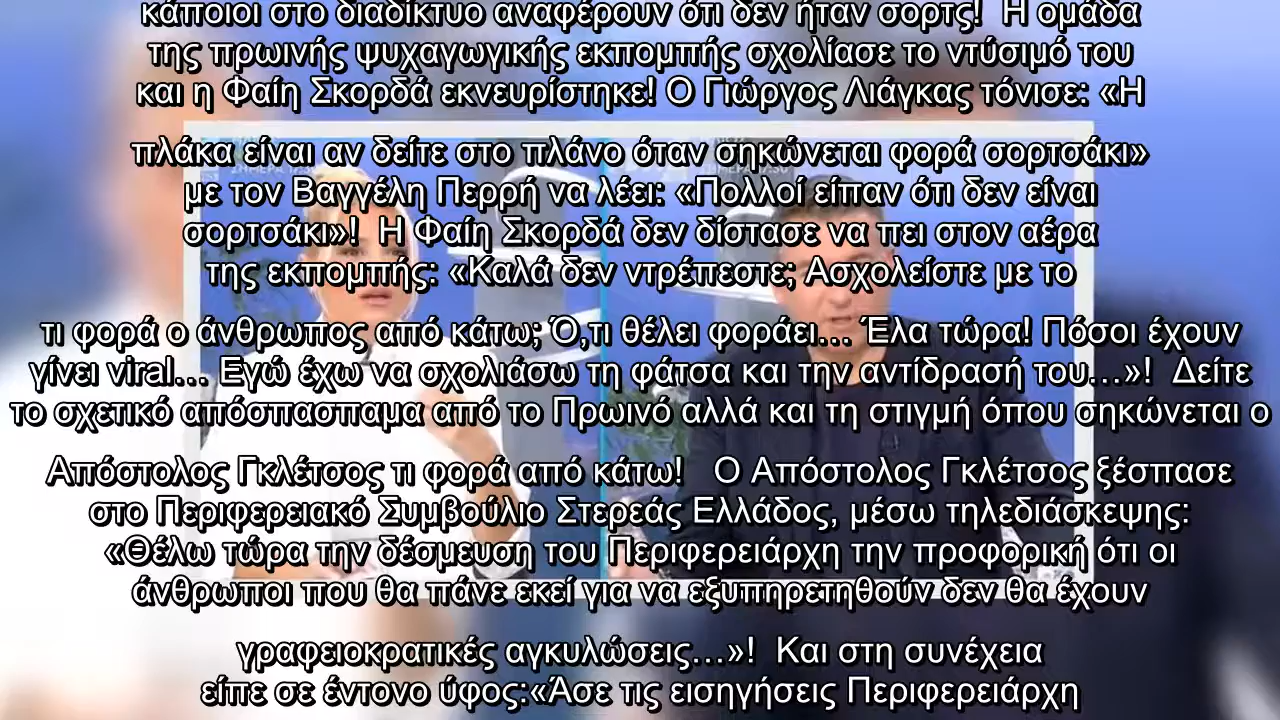 κάποιοι στο διαδίκτυο αναφέρουν ότι δεν ήταν σορτς!  Η ομάδα
της πρωινής ψυχαγωγικής εκπομπής σχολίασε το ντύσιμό του
και η Φαίη Σκορδά εκνευρίστηκε! Ο Γιώργος Λιάγκας τόνισε: «Η
πλάκα είναι αν δείτε στο πλάνο όταν σηκώνεται φορά σορτσάκι»
με τον Βαγγέλη Περρή να λέει: «Πολλοί είπαν ότι δεν είναι
σορτσάκι»!  Η Φαίη Σκορδά δεν δίστασε να πει στον αέρα
της εκπομπής: «Καλά δεν ντρέπεστε; Ασχολείστε με το
τι φορά ο άνθρωπος από κάτω; Ό,τι θέλει φοράει… Έλα τώρα! Πόσοι έχουν
γίνει viral… Εγώ έχω να σχολιάσω τη φάτσα και την αντίδρασή του…»!  Δείτε
το σχετικό απόσπασπαμα από το Πρωινό αλλά και τη στιγμή όπου σηκώνεται ο
Απόστολος Γκλέτσος τι φορά από κάτω!   Ο Απόστολος Γκλέτσος ξέσπασε
στο Περιφερειακό Συμβούλιο Στερεάς Ελλάδος, μέσω τηλεδιάσκεψης:
«Θέλω τώρα την δέσμευση του Περιφερειάρχη την προφορική ότι οι
άνθρωποι που θα πάνε εκεί για να εξυπηρετηθούν δεν θα έχουν
γραφειοκρατικές αγκυλώσεις…»!  Και στη συνέχεια
είπε σε έντονο ύφος:«Άσε τις εισηγήσεις Περιφερειάρχη